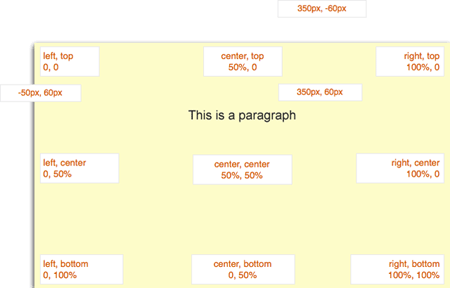 350px, -60px
left, top
0, 0
center, top
50%, 0
right, top
100%, 0
-50px, 60px
350px, 60px
This is a paragraph
left, center
0, 50%
center, center
50%, 50%
right, center
100%, 0
left, bottom
0, 100%
center, bottom
0, 50%
right, bottom
100%, 100%